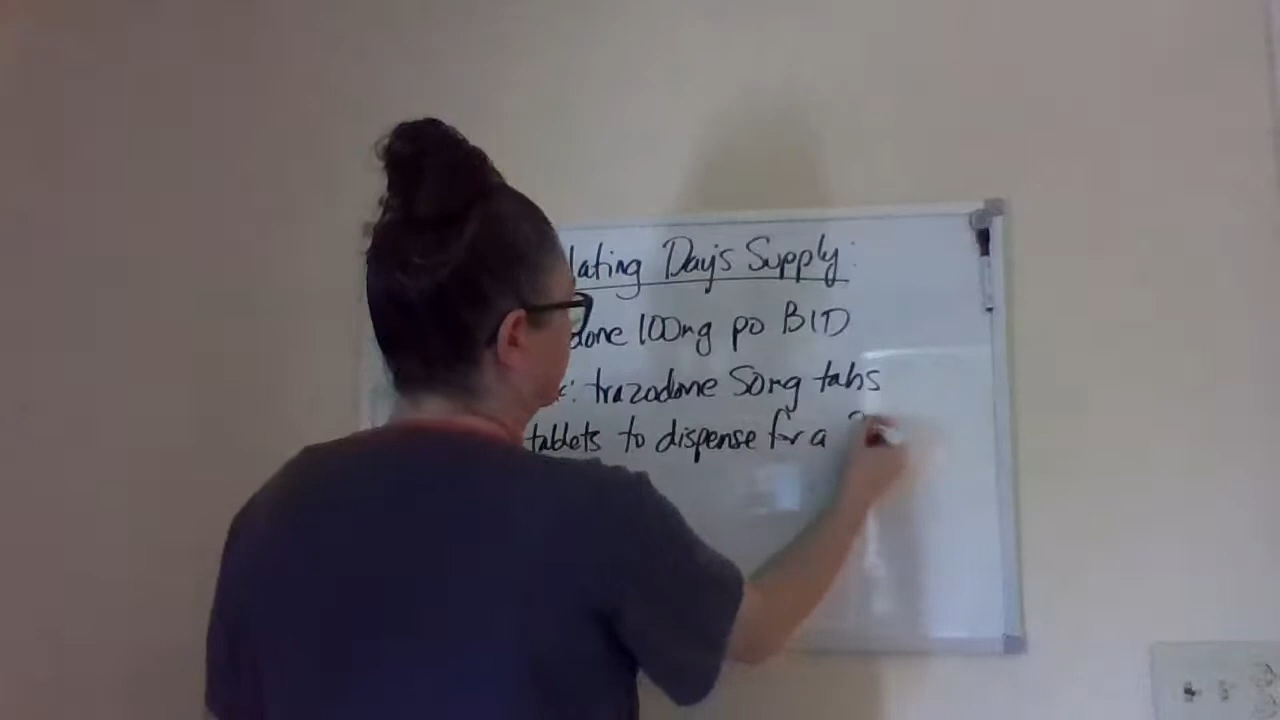 lating Day's Supply:
done 100mg po BID
: trazodone 50mg tabs
tablets to dispense for a